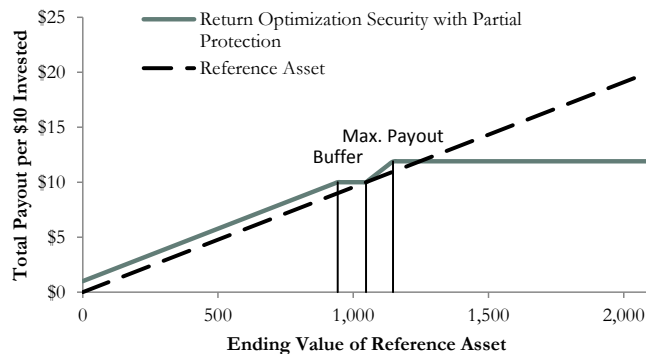 $25
$20
$15
$10
$5
$0
Total Payout per $10 Invested
Return Optimization Security with Partial
Protection
Reference Asset
Max. Payout
Buffer
0
500
1,000
1,500
2,000
Ending Value of Reference Asset